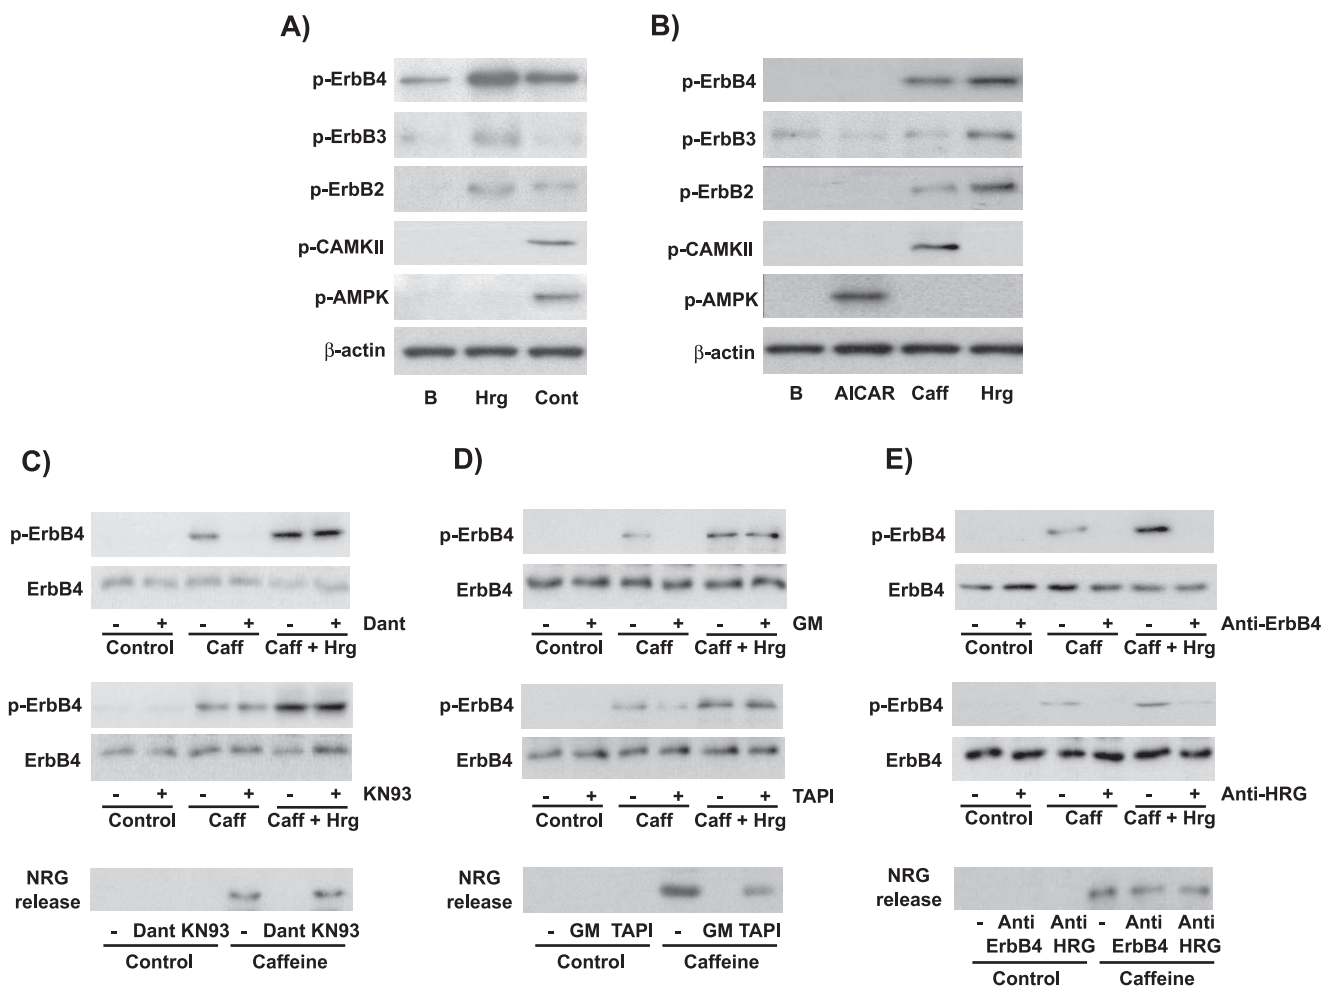 A)
p-ErbB4
p-ErbB3
p-ErbB2
p-CAMKII
p-AMPK
β-actin
B Hrg Cont
B)
p-ErbB4
p-ErbB3
p-ErbB2
p-CAMKII
p-AMPK
β-actin
B AICAR Caff Hrg
C)
p-ErbB4
ErbB4
- + - + - + Dant
Control Caff Caff + Hrg
p-ErbB4
ErbB4
- + - + - + KN93
Control Caff Caff + Hrg
NRG
release
- Dant KN93 - Dant KN93
Control Caffeine
D)
p-ErbB4
ErbB4
- + - + - + GM
Control Caff Caff + Hrg
p-ErbB4
ErbB4
- + - + - + TAPI
Control Caff Caff + Hrg
NRG
release
- GM TAPI - GM TAPI
Control Caffeine
E)
p-ErbB4
ErbB4
- + - + - + Anti-ErbB4
Control Caff Caff + Hrg
p-ErbB4
ErbB4
- + - + - + Anti-HRG
Control Caff Caff + Hrg
NRG
release
- Anti Anti - Anti Anti
ErbB4 HRG ErbB4 HRG
Control Caffeine